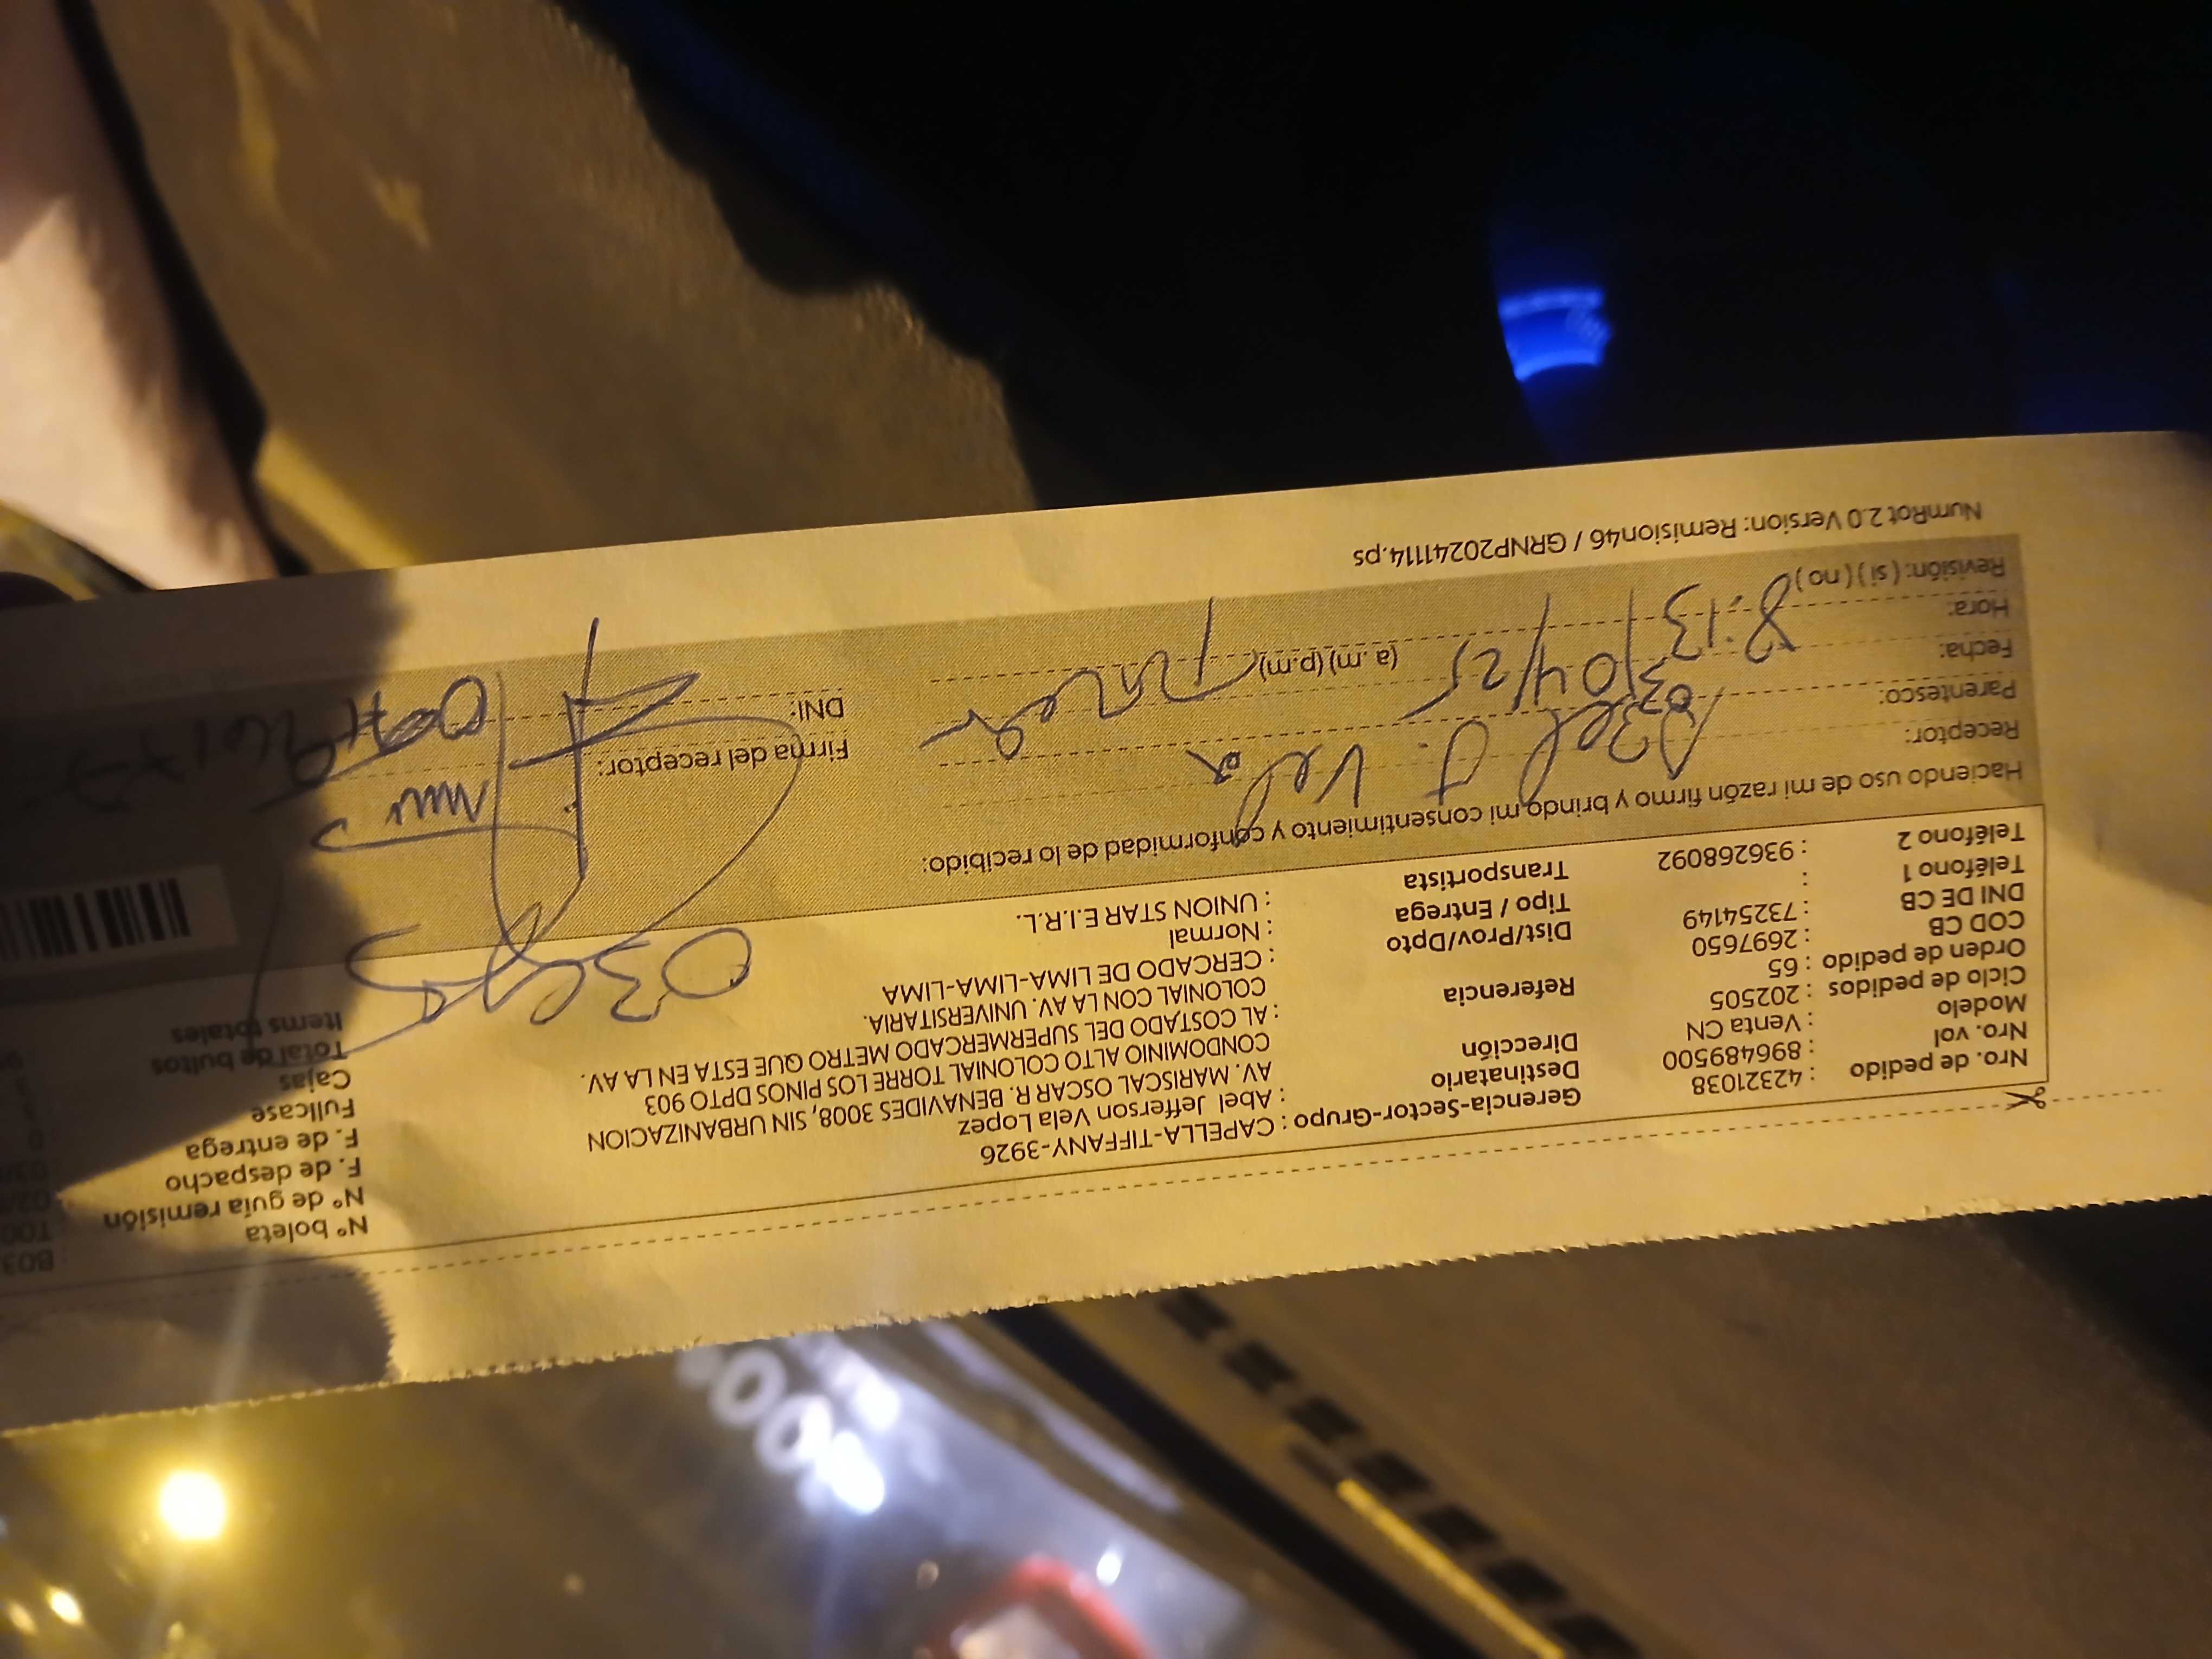 Nº boleta : B03
Nº de guía remisión : T00
F. de despacho : 02/
F. de entrega : 03/
Fullcase : 0
Cajas : 1
Total de bultos : 1
Items totales
Gerencia-Sector-Grupo : CAPELLA-TIFFANY-3926
Destinatario : Abel Jefferson Vela Lopez
Dirección AV. MARISCAL OSCAR R. BENAVIDES 3008, SIN URBANIZACION
CONDOMINIO ALTO COLONIAL TORRE LOS PINOS DPTO 903
Referencia : AL COSTADO DEL SUPERMERCADO METRO QUE ESTA EN LA AV.
COLONIAL CON LA AV. UNIVERSITARIA.
Dist/Prov/Dpto : CERCADO DE LIMA-LIMA-LIMA
Tipo / Entrega : Normal
Transportista : UNION STAR E.I.R.L.
Nro. de pedido : 42321038
Nro. vol : 896489500
Modelo : Venta CN
Ciclo de pedidos : 202505
Orden de pedido : 65
COD CB : 2697650
DNI DE CB : 73254149
Teléfono 1 :
Teléfono 2 : 936268092
Haciendo uso de mi razón firmo y brindo mi consentimiento y conformidad de lo recibido:
Receptor: Abel J. Vela
Parentesco:
Fecha: 03/04/25
Hora: 8:13 (a.m) (p.m)
Revisión: ( si ) ( no )
Firma del receptor:
DNI:
NumRot 2.0 Version: Remision46 / GRNP20241114.ps